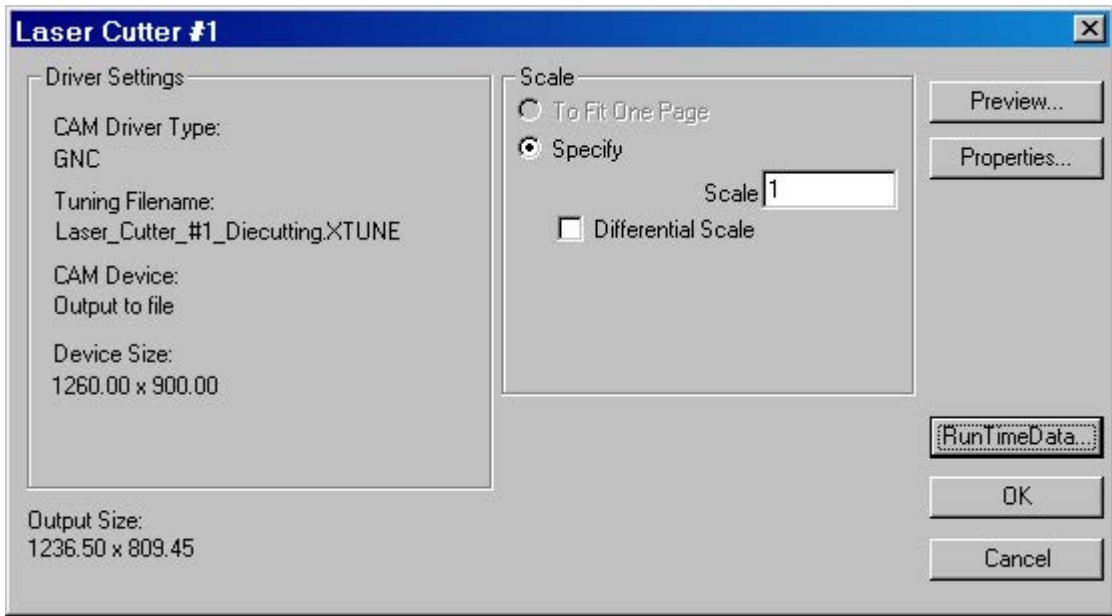 Laser Cutter #1
Driver Settings
CAM Driver Type:
GNC
Tuning Filename:
Laser_Cutter_#1_Diecutting.XTUNE
CAM Device:
Output to file
Device Size:
1260.00 x 900.00
Output Size:
1236.50 x 809.45
Scale
To Fit One Page
Specify
Scale 1
Differential Scale
Preview...
Properties...
RunTimeData...
OK
Cancel